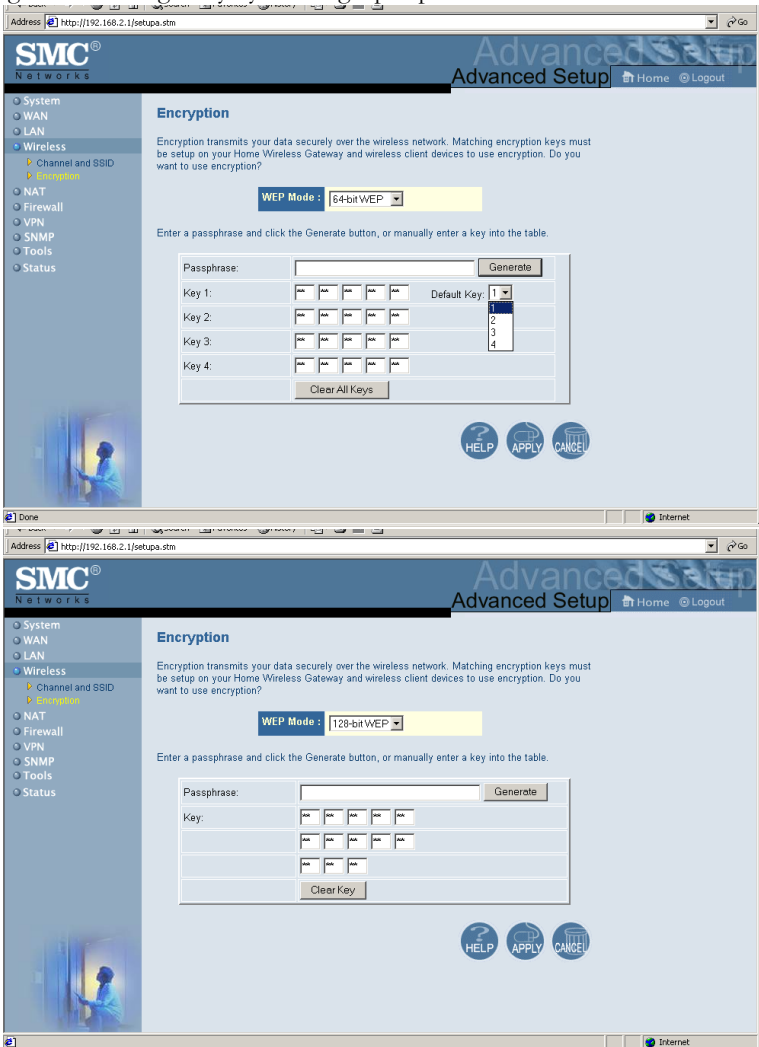 Address http://192.168.2.1/setupa.stm Go
SMC®
Networks
Advanced Setup
Advanced Setup Home Logout
System
WAN
LAN
Wireless
Channel and SSID
Encryption
NAT
Firewall
VPN
SNMP
Tools
Status
Encryption
Encryption transmits your data securely over the wireless network. Matching encryption keys must
be setup on your Home Wireless Gateway and wireless client devices to use encryption. Do you
want to use encryption?
WEP Mode : 64-bit WEP
Enter a passphrase and click the Generate button, or manually enter a key into the table.
Passphrase: Generate
Key 1: ** ** ** ** ** Default Key: 1
1
2
3
4
Key 2: ** ** ** ** **
Key 3: ** ** ** ** **
Key 4: ** ** ** ** **
Clear All Keys
HELP APPLY CANCEL
Done Internet
Address http://192.168.2.1/setupa.stm Go
SMC®
Networks
Advanced Setup
Advanced Setup Home Logout
System
WAN
LAN
Wireless
Channel and SSID
Encryption
NAT
Firewall
VPN
SNMP
Tools
Status
Encryption
Encryption transmits your data securely over the wireless network. Matching encryption keys must
be setup on your Home Wireless Gateway and wireless client devices to use encryption. Do you
want to use encryption?
WEP Mode : 128-bit WEP
Enter a passphrase and click the Generate button, or manually enter a key into the table.
Passphrase: Generate
Key: ** ** ** ** **
** ** ** ** **
** ** **
Clear Key
HELP APPLY CANCEL
Internet